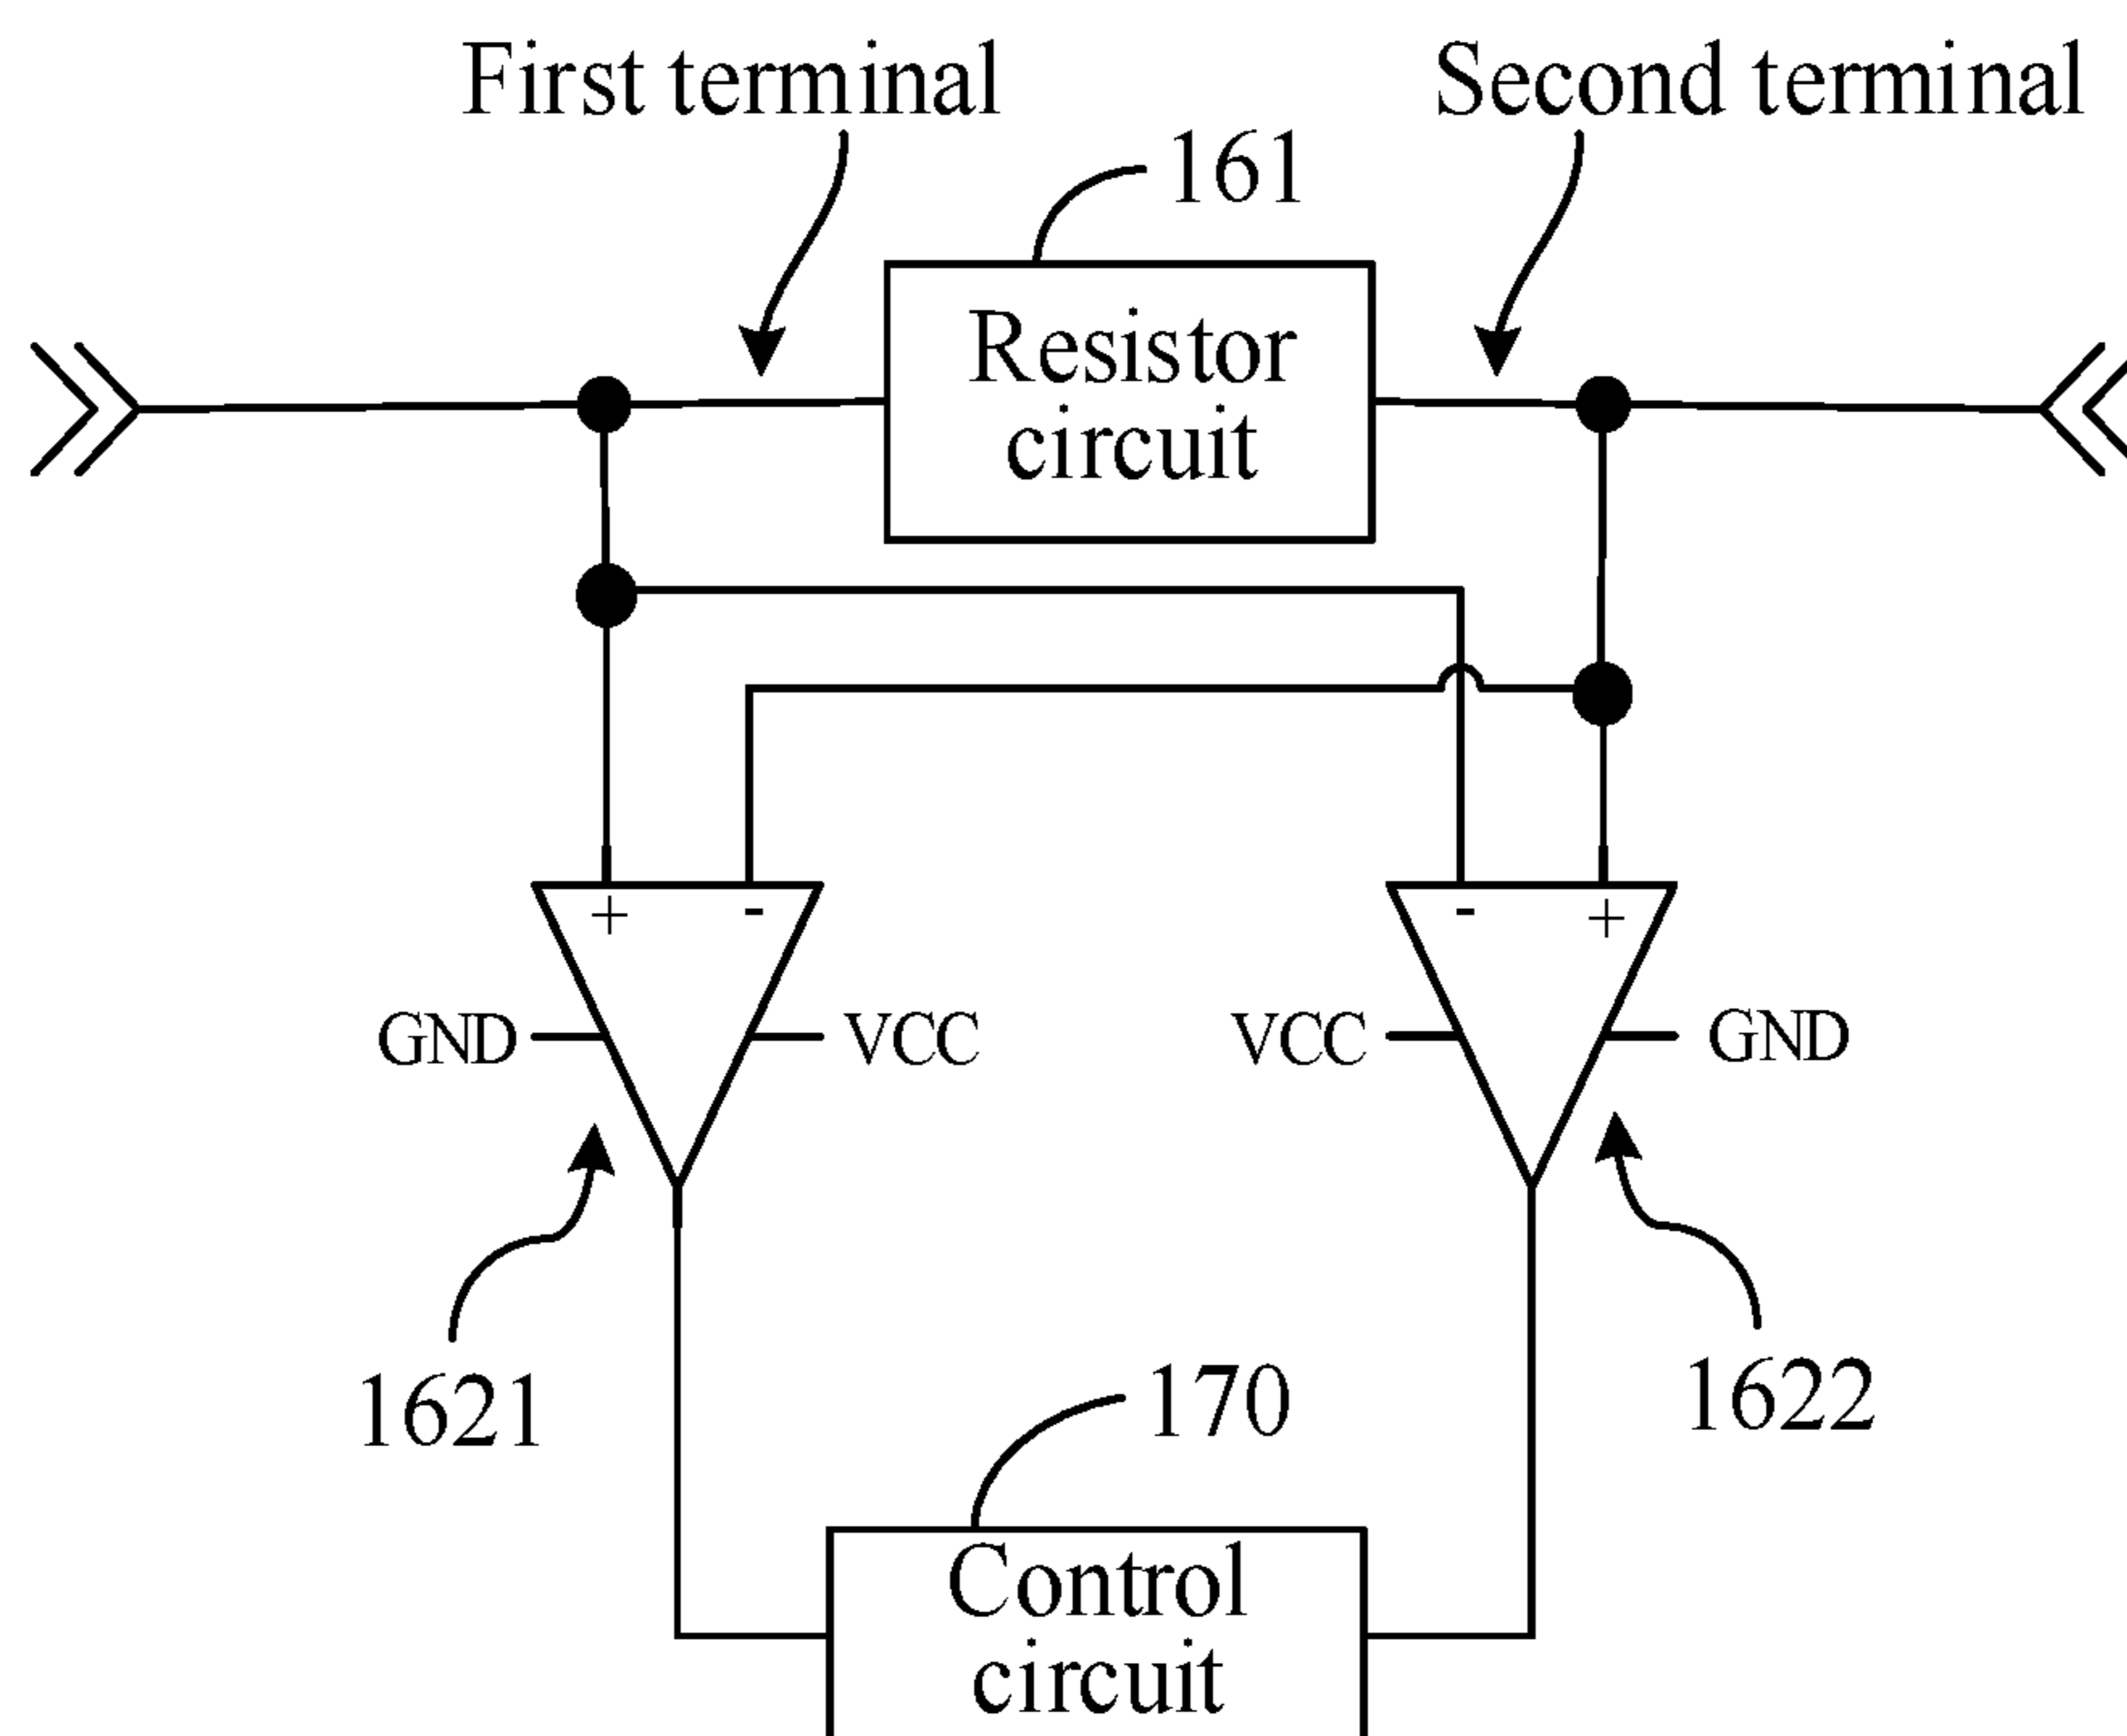 First terminal
Second terminal
161
Resistor
circuit
+
-
-
+
GND
VCC
VCC
GND
1621
170
1622
Control
circuit